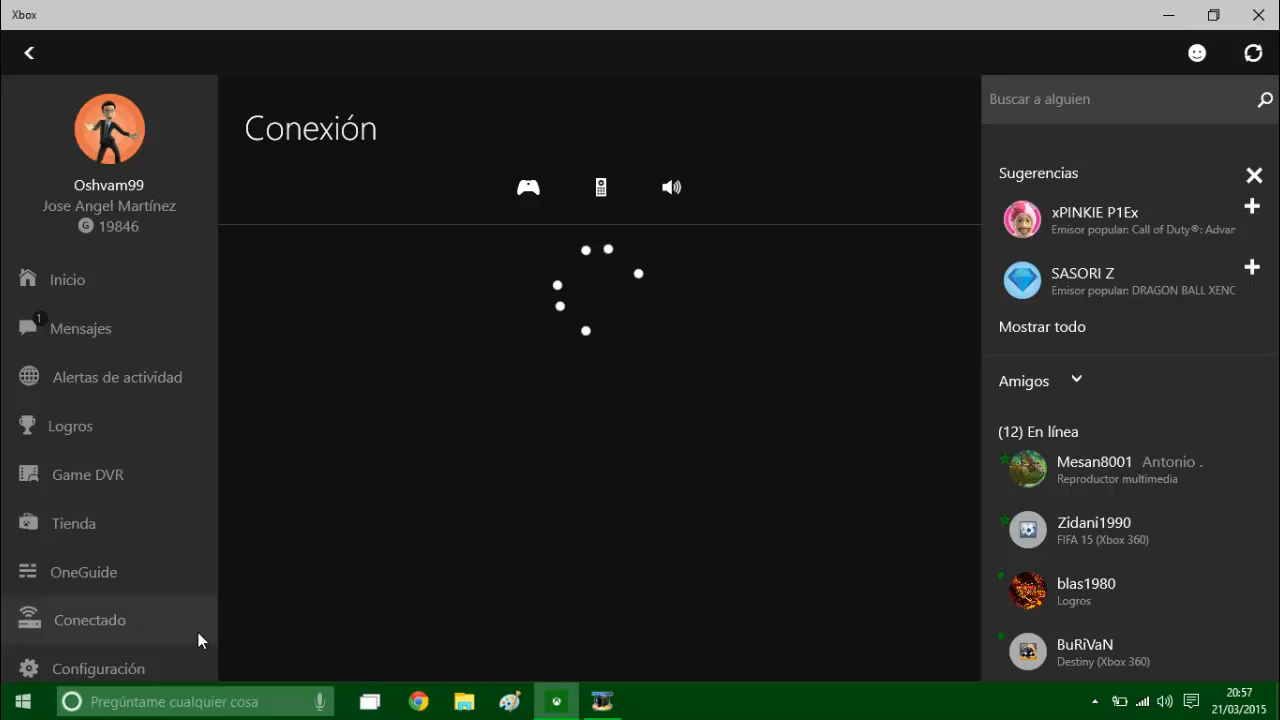 Xbox
Oshvam99
Jose Angel Martínez
G 19846
Inicio
1
Mensajes
Alertas de actividad
Logros
Game DVR
Tienda
OneGuide
Conectado
Configuración
Conexión
Buscar a alguien
Sugerencias
xPINKIE P1Ex
Emisor popular: Call of Duty®: Advar
SASORI Z
Emisor popular: DRAGON BALL XENC
Mostrar todo
Amigos
(12) En línea
Mesan8001 Antonio .
Reproductor multimedia
Zidani1990
FIFA 15 (Xbox 360)
blas1980
Logros
BuRiVaN
Destiny (Xbox 360)
Pregúntame cualquier cosa
20:57
21/03/2015